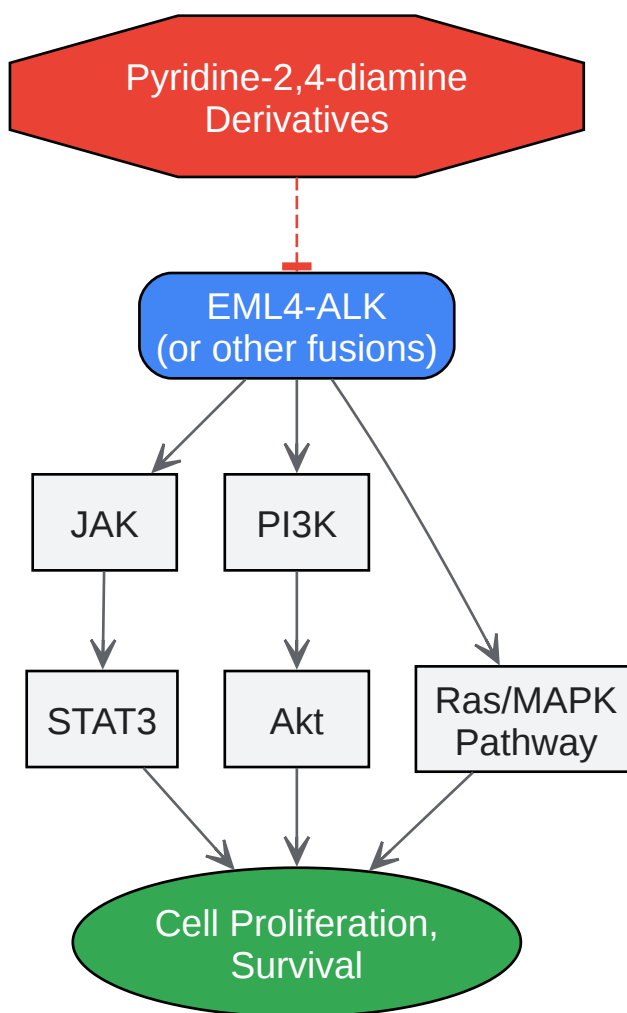 Pyridine-2,4-diamine
Derivatives
EML4-ALK
(or other fusions)
JAK
PI3K
STAT3
Akt
Ras/MAPK
Pathway
Cell Proliferation,
Survival